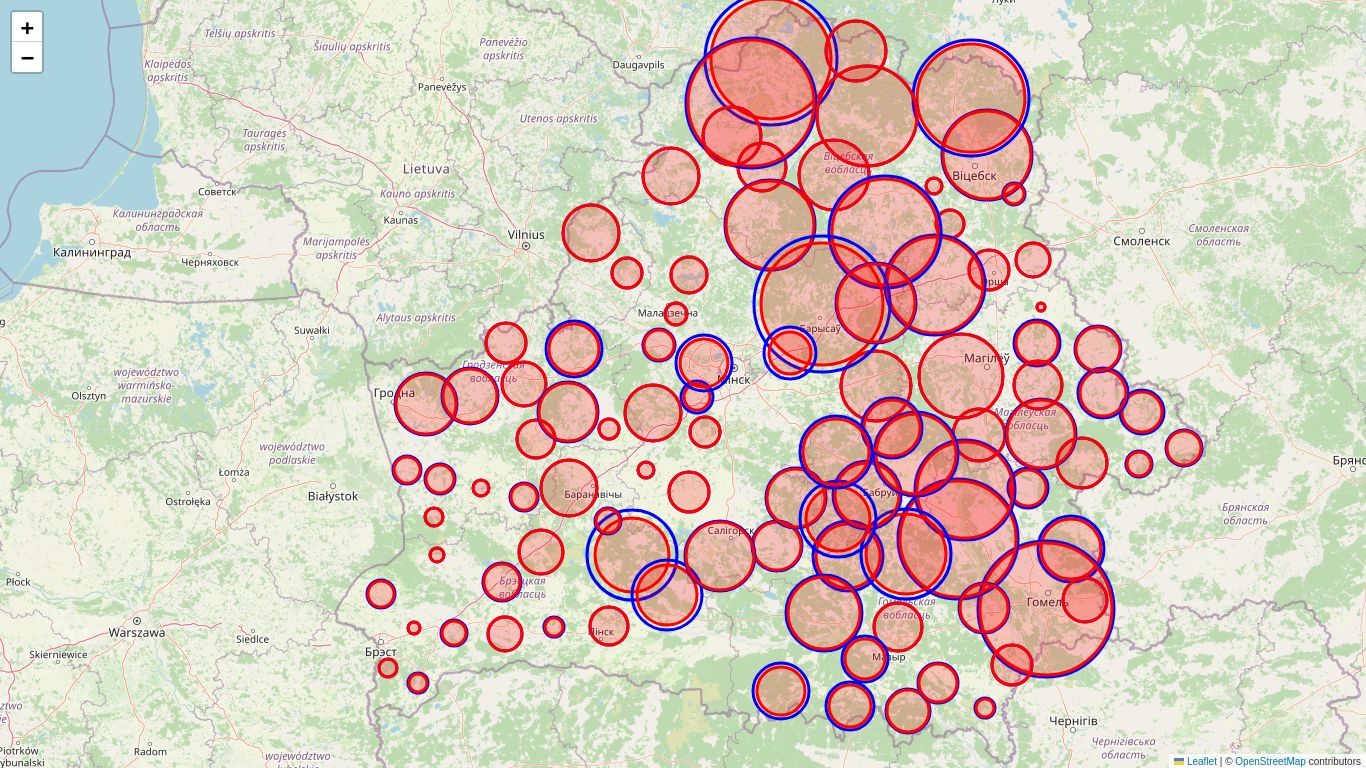 +
−
Telšių apskritis
Šiaulių apskritis
Panevėžio
apskritis
Daugavpils
Klaipėdos
apskritis
Panevėžys
Tauragės
apskritis
Utenos apskritis
Lietuva
Советск
Kauno apskritis
Віцебская
вобласць
Віцебск
Калининградская
область
Kaunas
Vilnius
Marijampolės
apskritis
Калининград
Черняховск
Смоленск
Смоленская
область
Орша
Alytaus apskritis
Маладзечна
Suwałki
Барысаў
Мінск
Магілёў
Гродзенская
вобласць
województwo
warmińsko-
mazurskie
Olsztyn
Гродна
Магілёўская
вобласць
województwo
podlaskie
Łomża
Ostrołęka
Białystok
Баранавічы
Бабруйск
Брянская
область
Салігорск
Płock
Брэсцкая
вобласць
Гомельская
вобласць
Гомель
Warszawa
Siedlce
Пінск
Skierniewice
Брэст
Мазыр
Чернігів
Чернігівська
область
Radom
Piotrków
województwo
Leaflet | © OpenStreetMap contributors